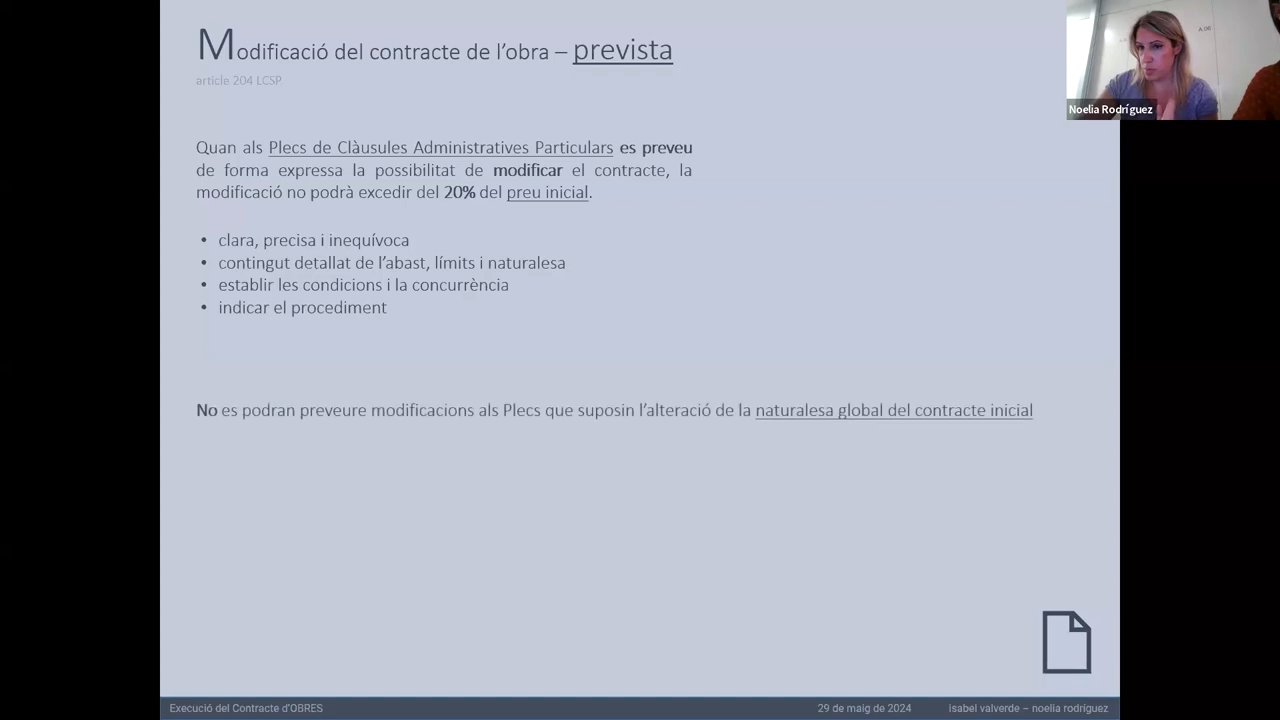 Modificació del contracte de l'obra – prevista
article 204 LCSP
Quan als Plecs de Clàusules Administratives Particulars es preveu
de forma expressa la possibilitat de modificar el contracte, la
modificació no podrà excedir del 20% del preu inicial.
• clara, precisa i inequívoca
• contingut detallat de l'abast, límits i naturalesa
• establir les condicions i la concurrència
• indicar el procediment
No es podran preveure modificacions als Plecs que suposin l'alteració de la naturalesa global del contracte inicial
Execució del Contracte d'OBRES
29 de maig de 2024
isabel valverde – noelia rodríguez
Noelia Rodríguez